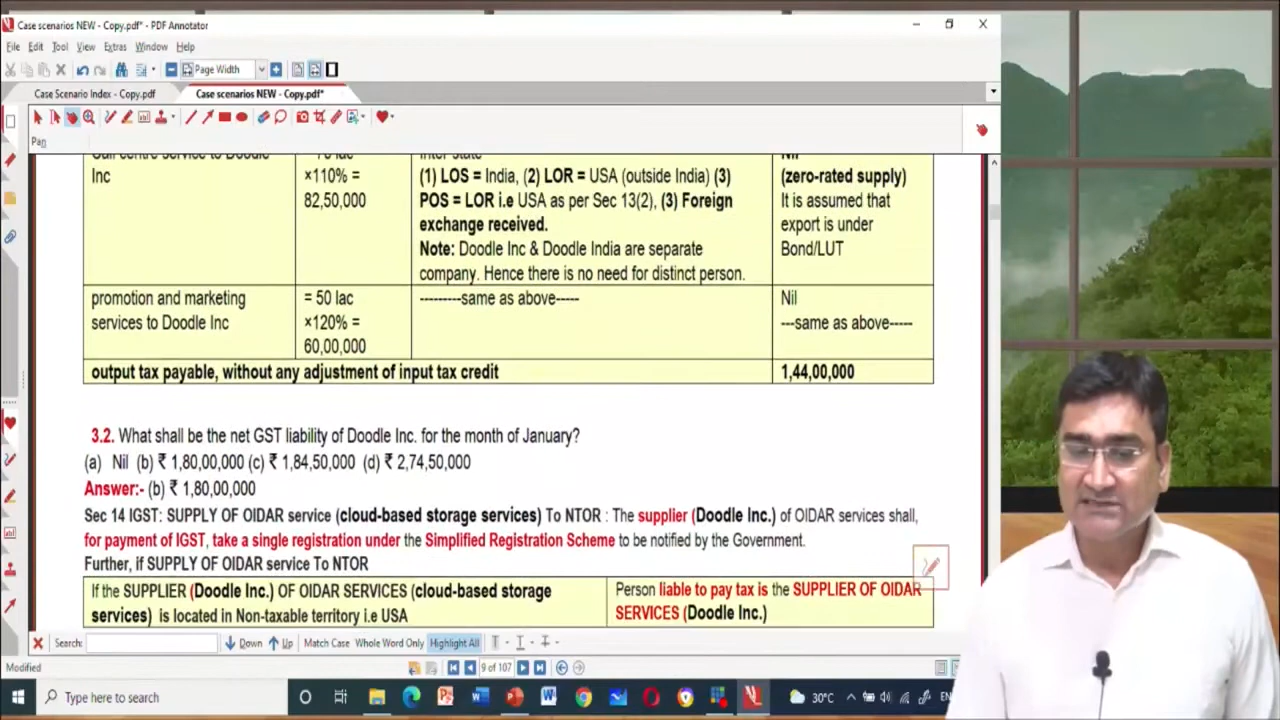 Case scenarios NEW - Copy.pdf* - PDF Annotator
File Edit Tool View Extras Window Help
Page Width
Case Scenario Index - Copy.pdf Case scenarios NEW - Copy.pdf*
Pan
Inc
×110% =
82,50,000
(1) LOS = India, (2) LOR = USA (outside India) (3)
POS = LOR i.e USA as per Sec 13(2), (3) Foreign
exchange received.
Note: Doodle Inc & Doodle India are separate
company. Hence there is no need for distinct person.
(zero-rated supply)
It is assumed that
export is under
Bond/LUT
promotion and marketing
services to Doodle Inc
= 50 lac
×120% =
60,00,000
---------same as above-----
Nil
---same as above-----
output tax payable, without any adjustment of input tax credit 1,44,00,000
3.2. What shall be the net GST liability of Doodle Inc. for the month of January?
(a) Nil (b) ₹ 1,80,00,000 (c) ₹ 1,84,50,000 (d) ₹ 2,74,50,000
Answer:- (b) ₹ 1,80,00,000
Sec 14 IGST: SUPPLY OF OIDAR service (cloud-based storage services) To NTOR : The supplier (Doodle Inc.) of OIDAR services shall,
for payment of IGST, take a single registration under the Simplified Registration Scheme to be notified by the Government.
Further, if SUPPLY OF OIDAR service To NTOR
If the SUPPLIER (Doodle Inc.) OF OIDAR SERVICES (cloud-based storage
services) is located in Non-taxable territory i.e USA
Person liable to pay tax is the SUPPLIER OF OIDAR
SERVICES (Doodle Inc.)
Search: Down Up Match Case Whole Word Only Highlight All
Modified 9 of 107
Type here to search 30°C EN